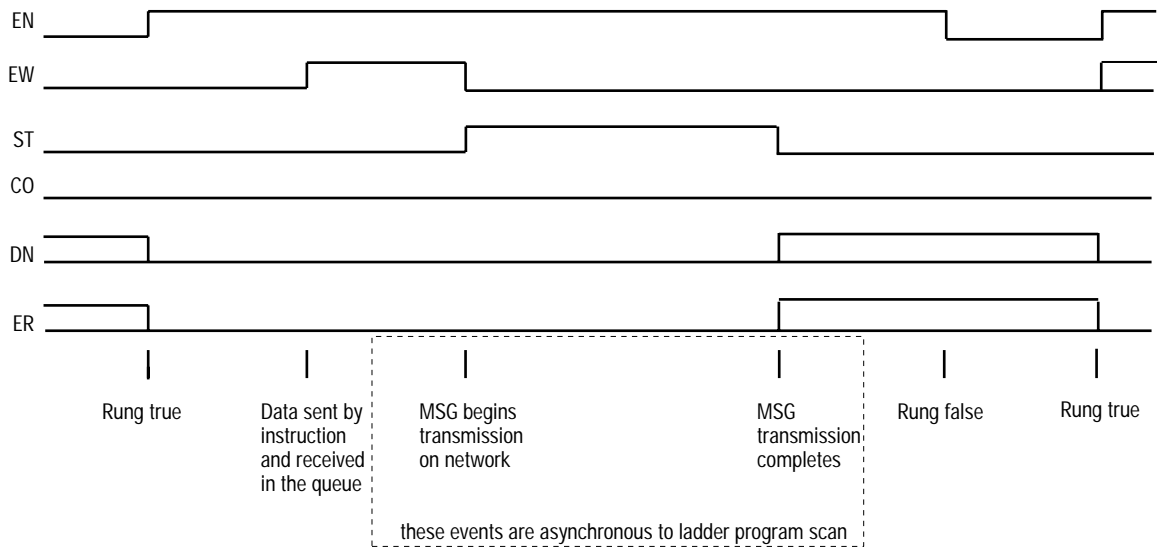 EN
EW
ST
CO
DN
ER
Rung true
Data sent by
instruction
and received
in the queue
MSG begins
transmission
on network
MSG
transmission
completes
Rung false
Rung true
these events are asynchronous to ladder program scan